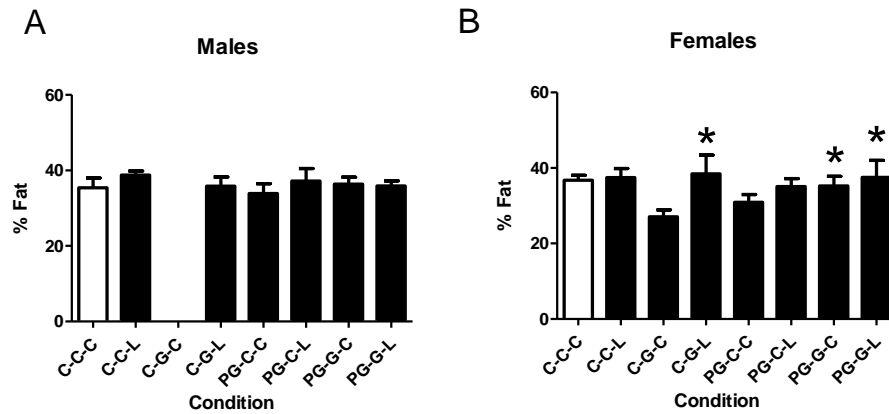 A
Males
% Fat
60
40
20
0
C-C-C
C-C-L
C-G-C
C-G-L
PG-C-C
PG-C-L
PG-G-C
PG-G-L
Condition
B
Females
% Fat
60
40
20
0
*
*
*
C-C-C
C-C-L
C-G-C
C-G-L
PG-C-C
PG-C-L
PG-G-C
PG-G-L
Condition